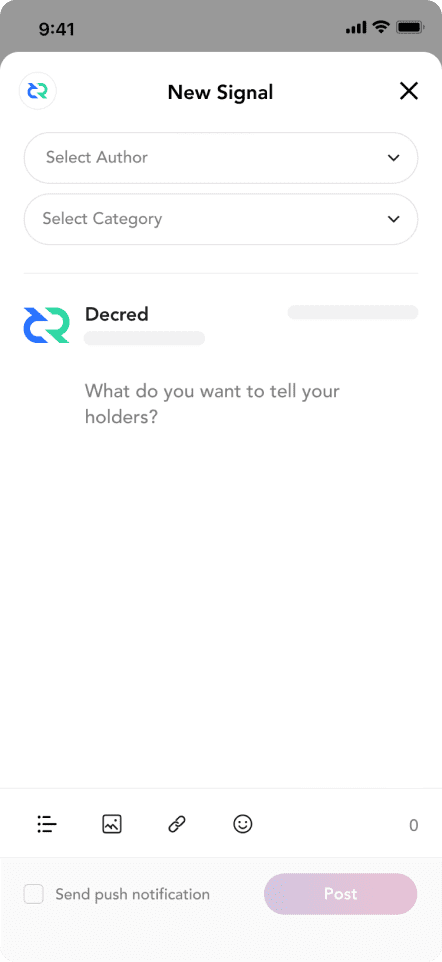 9:41
New Signal
Select Author
Select Category
Decred
What do you want to tell your
holders?
0
Send push notification
Post